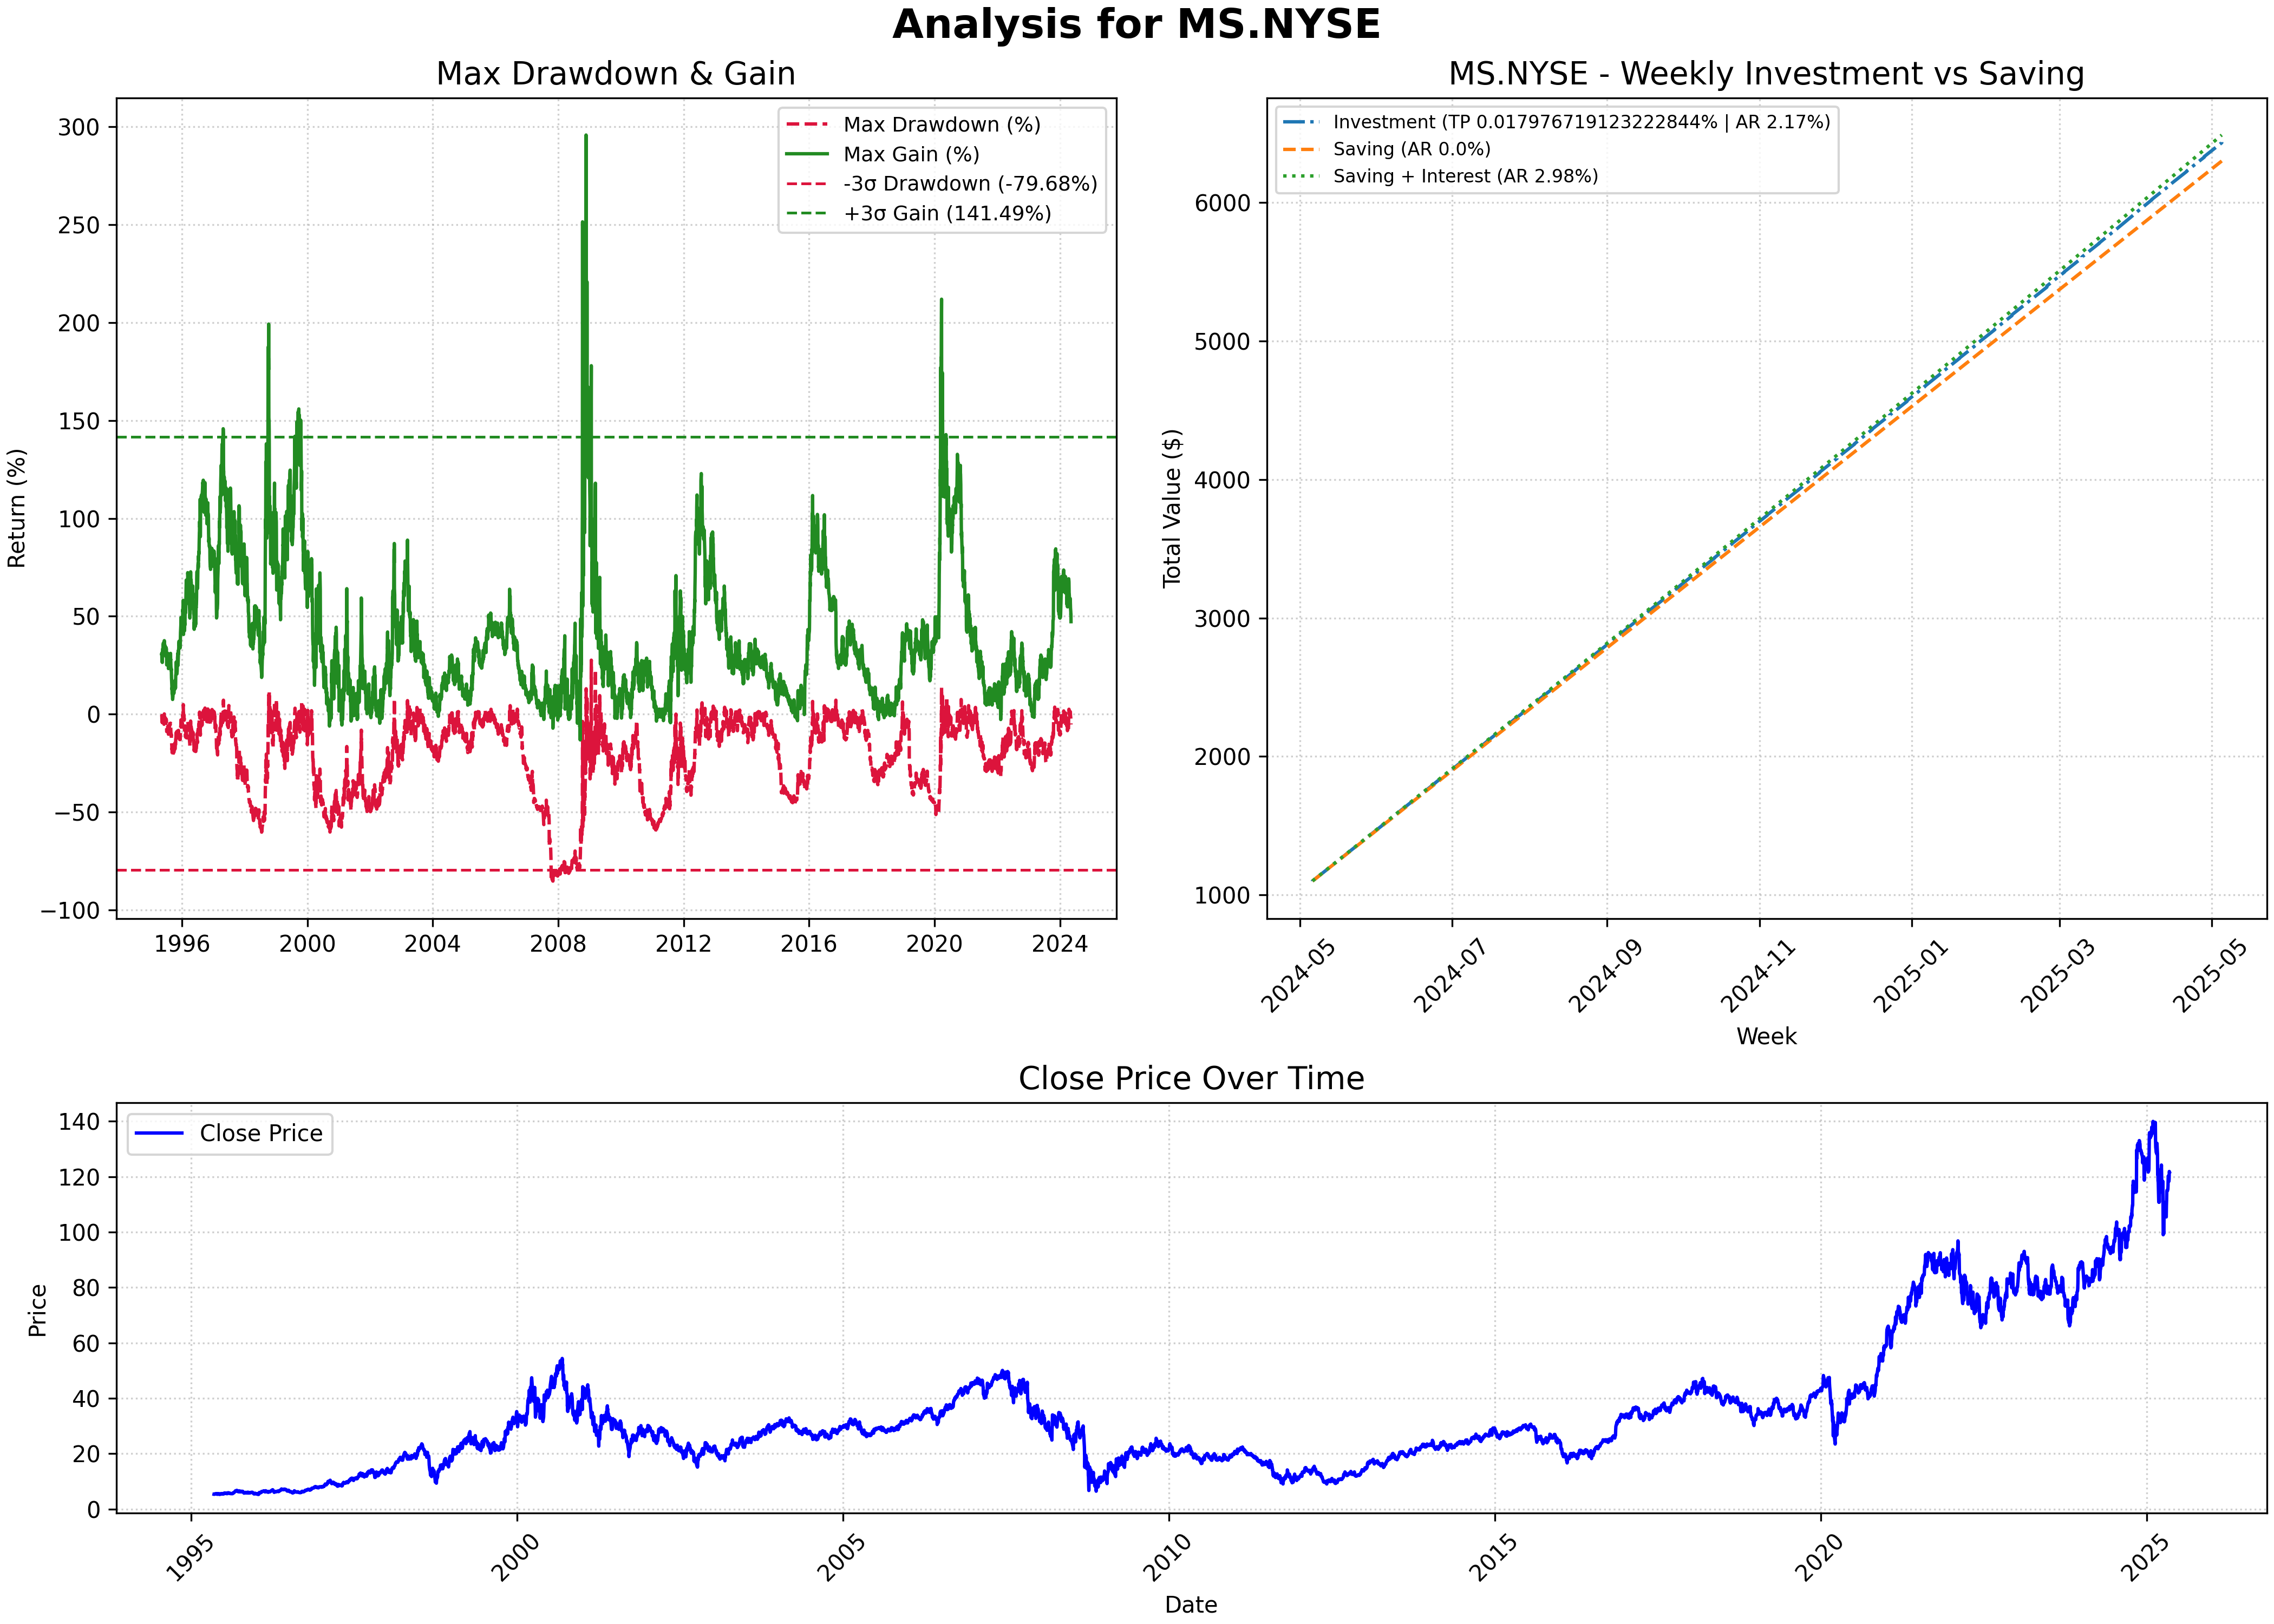 Analysis for MS.NYSE
Max Drawdown & Gain
Return (%)
300
250
200
150
100
50
0
−50
−100
1996 2000 2004 2008 2012 2016 2020 2024
Max Drawdown (%)
Max Gain (%)
-3σ Drawdown (-79.68%)
+3σ Gain (141.49%)
MS.NYSE - Weekly Investment vs Saving
Total Value ($)
6000
5000
4000
3000
2000
1000
Investment (TP 0.017976719123222844% | AR 2.17%)
Saving (AR 0.0%)
Saving + Interest (AR 2.98%)
2024-05 2024-07 2024-09 2024-11 2025-01 2025-03 2025-05
Week
Close Price Over Time
Price
140
120
100
80
60
40
20
0
Close Price
1995 2000 2005 2010 2015 2020 2025
Date